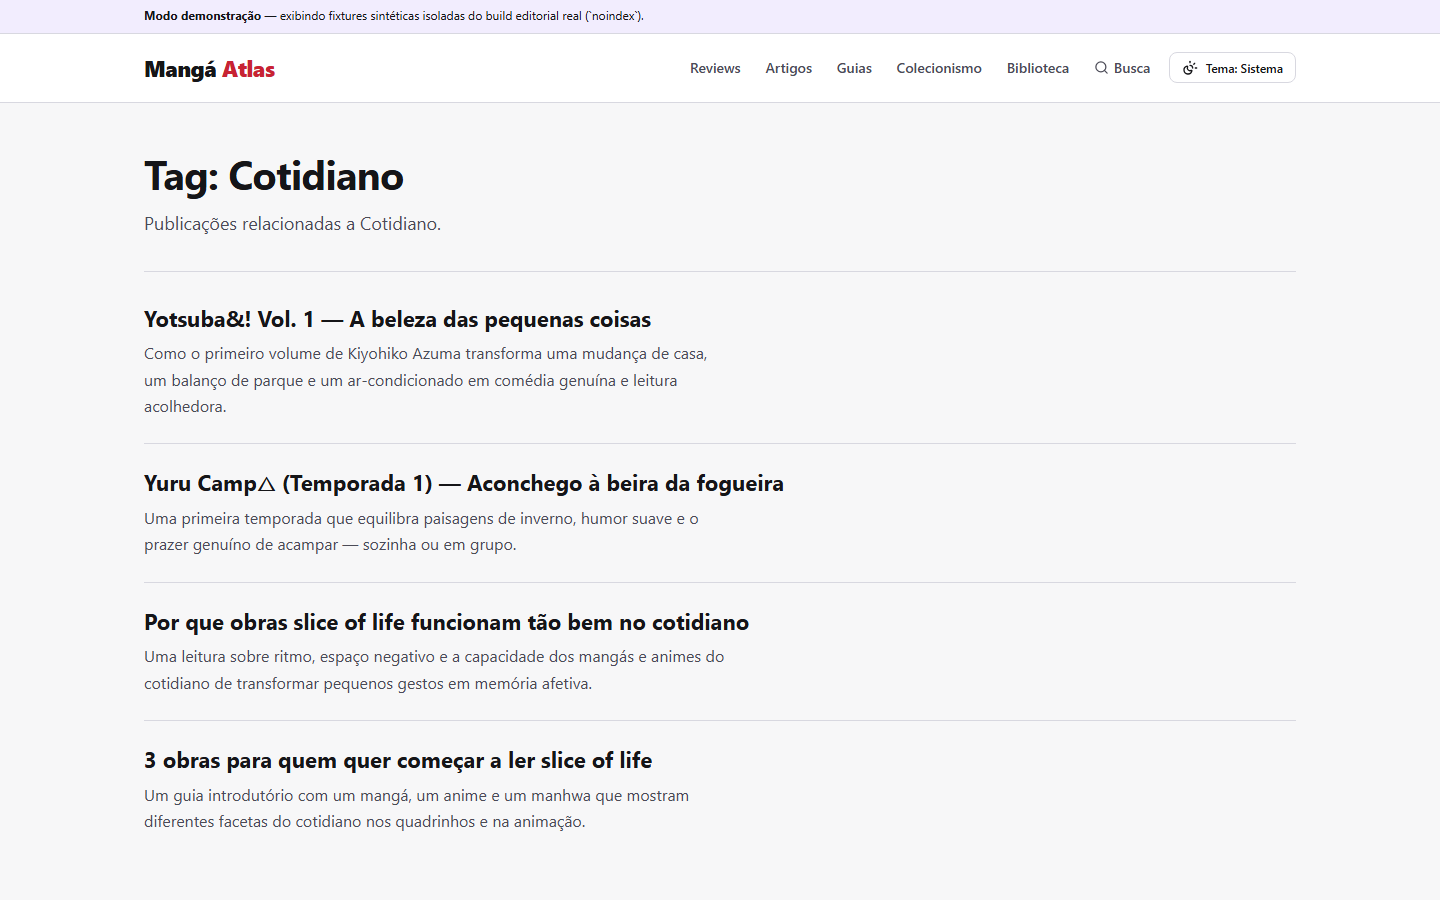 Modo demonstração — exibindo fixtures sintéticas isoladas do build editorial real (`noindex`).
Mangá Atlas
Reviews
Artigos
Guias
Colecionismo
Biblioteca
Busca
Tema: Sistema
Tag: Cotidiano
Publicações relacionadas a Cotidiano.
Yotsuba&! Vol. 1 — A beleza das pequenas coisas
Como o primeiro volume de Kiyohiko Azuma transforma uma mudança de casa,
um balanço de parque e um ar-condicionado em comédia genuína e leitura
acolhedora.
Yuru Camp△ (Temporada 1) — Aconchego à beira da fogueira
Uma primeira temporada que equilibra paisagens de inverno, humor suave e o
prazer genuíno de acampar — sozinha ou em grupo.
Por que obras slice of life funcionam tão bem no cotidiano
Uma leitura sobre ritmo, espaço negativo e a capacidade dos mangás e animes do
cotidiano de transformar pequenos gestos em memória afetiva.
3 obras para quem quer começar a ler slice of life
Um guia introdutório com um mangá, um anime e um manhwa que mostram
diferentes facetas do cotidiano nos quadrinhos e na animação.